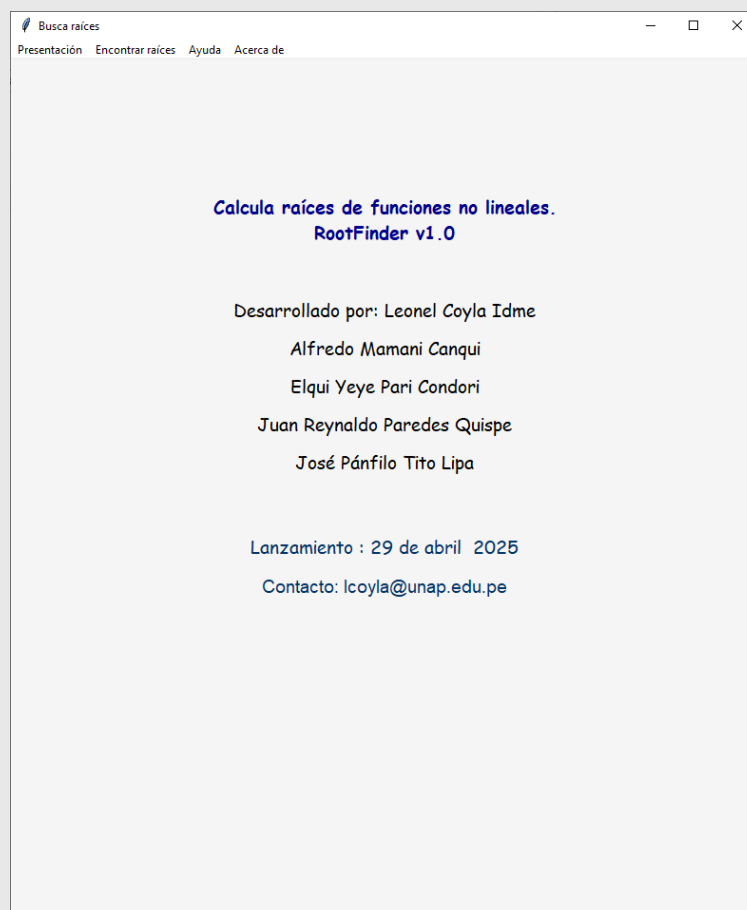 Busca raíces
Presentación Encontrar raíces Ayuda Acerca de
Calcula raíces de funciones no lineales.
RootFinder v1.0
Desarrollado por: Leonel Coyla Idme
Alfredo Mamani Canqui
Elqui Yeye Pari Condori
Juan Reynaldo Paredes Quispe
José Pánfilo Tito Lipa
Lanzamiento : 29 de abril  2025
Contacto: lcoyla@unap.edu.pe